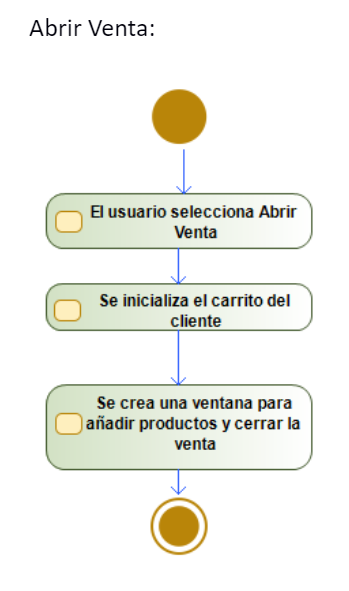 Abrir Venta:
El usuario selecciona Abrir
Venta
Se inicializa el carrito del
cliente
Se crea una ventana para
añadir productos y cerrar la
venta